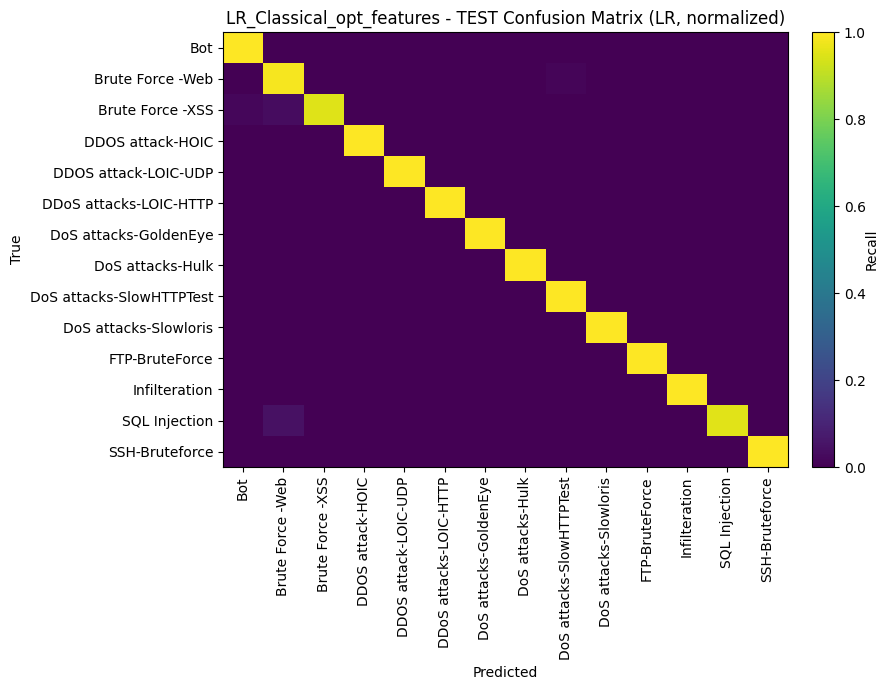 LR_Classical_opt_features - TEST Confusion Matrix (LR, normalized)
True
Bot
Brute Force -Web
Brute Force -XSS
DDOS attack-HOIC
DDOS attack-LOIC-UDP
DDoS attacks-LOIC-HTTP
DoS attacks-GoldenEye
DoS attacks-Hulk
DoS attacks-SlowHTTPTest
DoS attacks-Slowloris
FTP-BruteForce
Infilteration
SQL Injection
SSH-Bruteforce
Bot
Brute Force -Web
Brute Force -XSS
DDOS attack-HOIC
DDOS attack-LOIC-UDP
DDoS attacks-LOIC-HTTP
DoS attacks-GoldenEye
DoS attacks-Hulk
DoS attacks-SlowHTTPTest
DoS attacks-Slowloris
FTP-BruteForce
Infilteration
SQL Injection
SSH-Bruteforce
Predicted
1.0
0.8
0.6
0.4
0.2
0.0
Recall